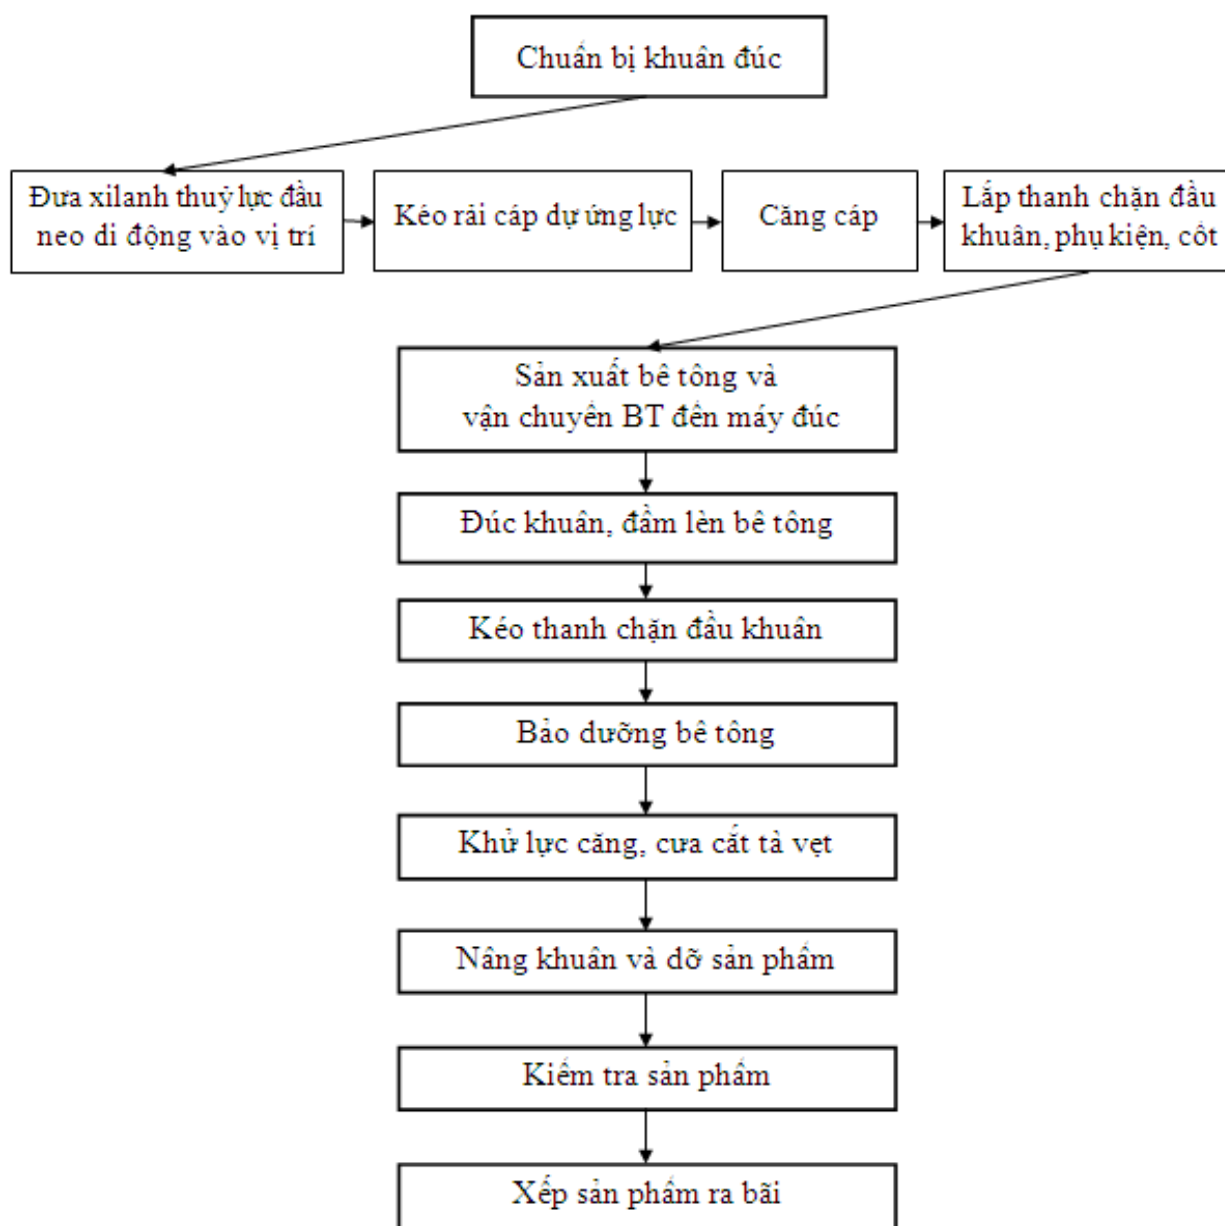 Chuẩn bị khuân đúc
Đưa xilanh thuỷ lực đầu
neo di động vào vị trí
Kéo rải cáp dự ứng lực
Căng cáp
Lắp thanh chặn đầu
khuân, phụ kiện, cốt
Sản xuất bê tông và
vận chuyển BT đến máy đúc
Đúc khuân, đầm lèn bê tông
Kéo thanh chặn đầu khuân
Bảo dưỡng bê tông
Khử lực căng, cưa cắt tà vẹt
Nâng khuân và dỡ sản phẩm
Kiểm tra sản phẩm
Xếp sản phẩm ra bãi